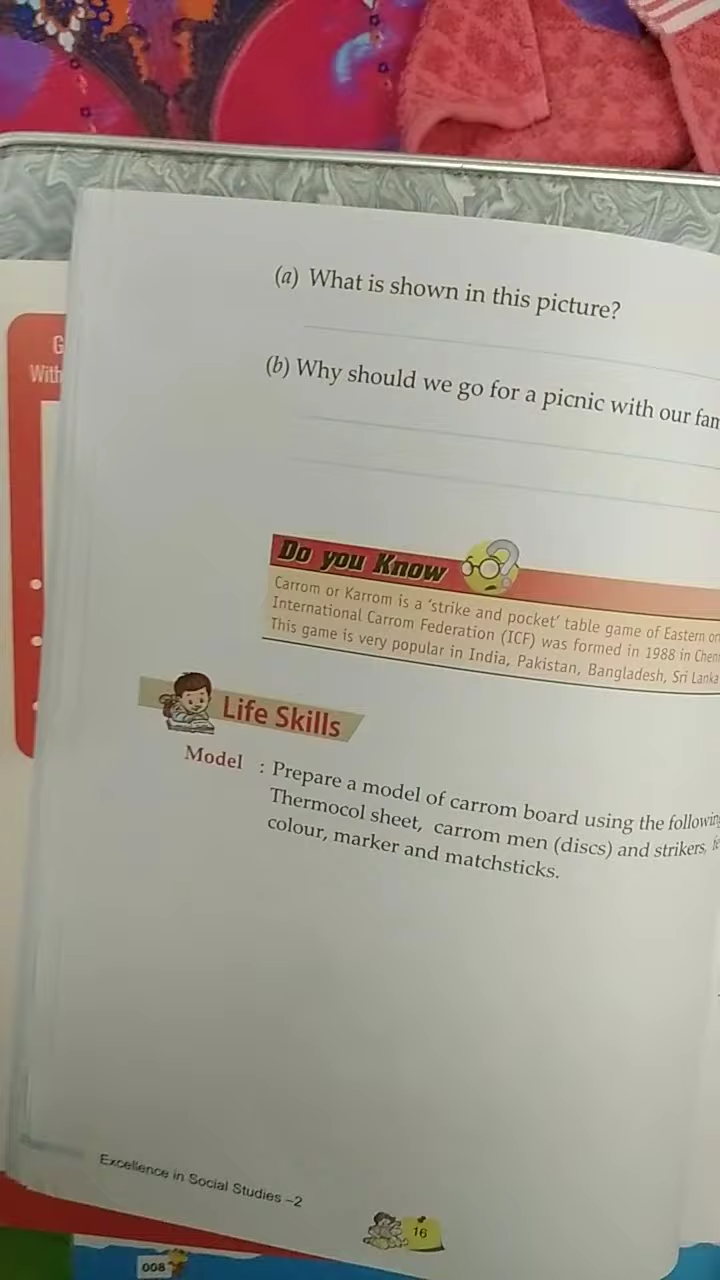 (a) What is shown in this picture?
(b) Why should we go for a picnic with our
Do you Know
Carrom or Karrom is a 'strike and pocket' table game of Eastern
International Carrom Federation (ICF) was formed in 1988 in
This game is very popular in India, Pakistan, Bangladesh, Sri Lanka
Life Skills
Model : Prepare a model of carrom board using the
Thermocol sheet, carrom men (discs) and strikers,
colour, marker and matchsticks.
Excellence in Social Studies –2
16
008